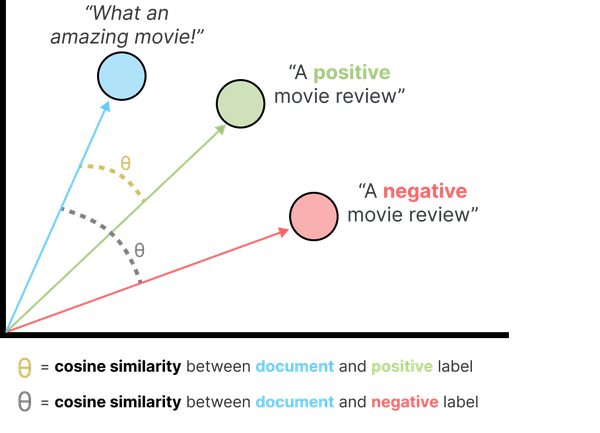 “What an
amazing movie!”
“A positive
movie review”
θ
“A negative
movie review”
θ
θ = cosine similarity between document and positive label
θ = cosine similarity between document and negative label